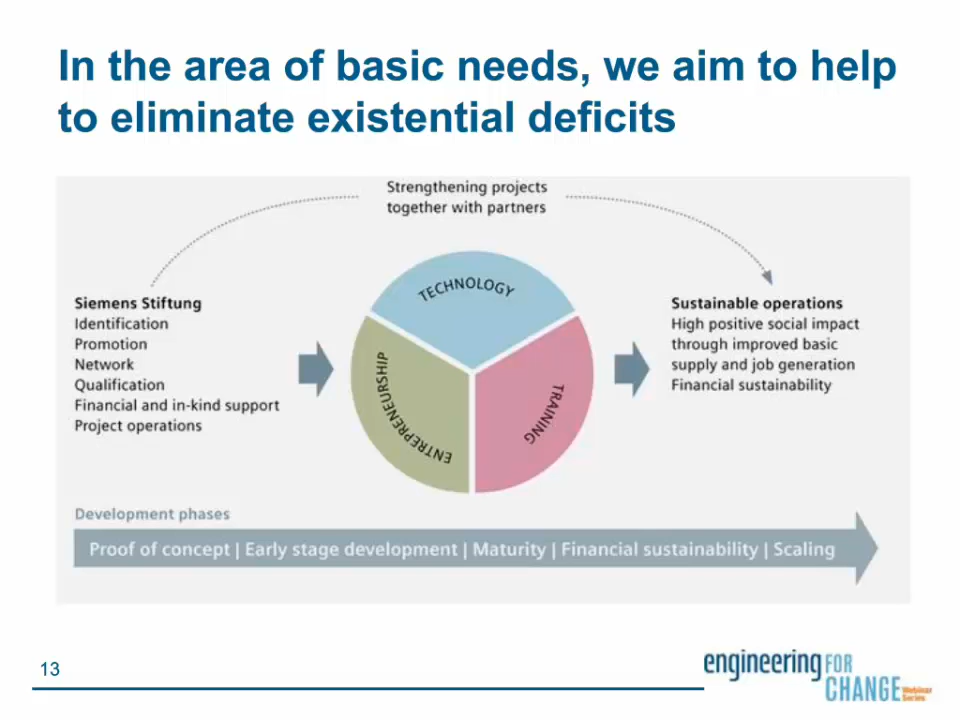 In the area of basic needs, we aim to help
to eliminate existential deficits
Strengthening projects
together with partners
Siemens Stiftung
Identification
Promotion
Network
Qualification
Financial and in-kind support
Project operations
TECHNOLOGY
ENTREPRENEURSHIP
TRAINING
Sustainable operations
High positive social impact
through improved basic
supply and job generation
Financial sustainability
Development phases
Proof of concept | Early stage development | Maturity | Financial sustainability | Scaling
13
engineering FOR
CHANGE Webinar
Series